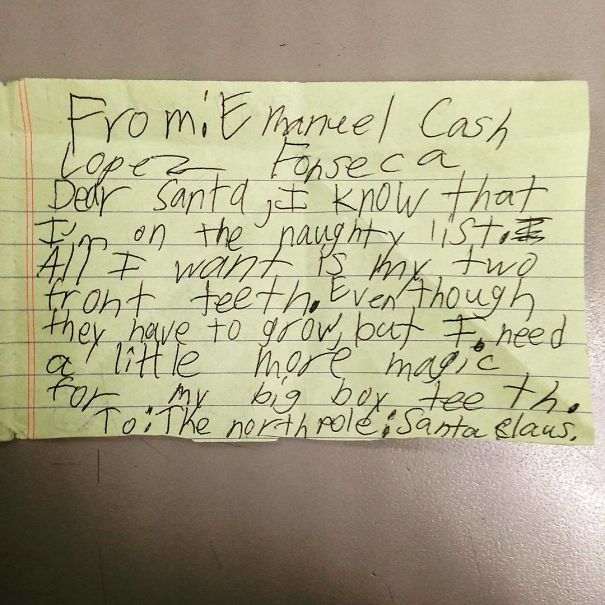 From: Emanuel Cash
Lopez Fonseca
Dear Santa, I know that
I'm on the naughty list.
All I want is my two
front teeth. Even though
they have to grow, but I need
a little more magic
for my big boy teeth.
To: The north pole: Santa claus.